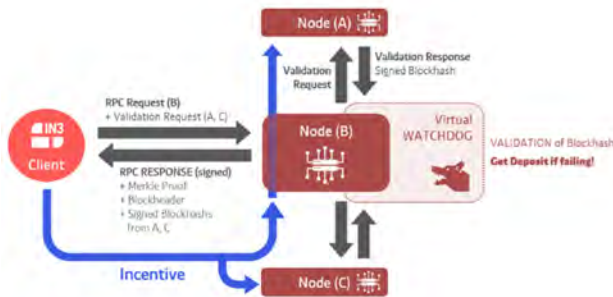 Node (A)
Validation Response
Signed Blockhash
Validation
Request
RPC Request (B)
+ Validation Request (A, C)
IN3
Client
Node (B)
Virtual
WATCHDOG
VALIDATION of Blockhash
Get Deposit if failing!
RPC RESPONSE (signed)
+ Merkle Proof
+ Blockheader
+ Signed Blockhashs
from A, C
Incentive
Node (C)